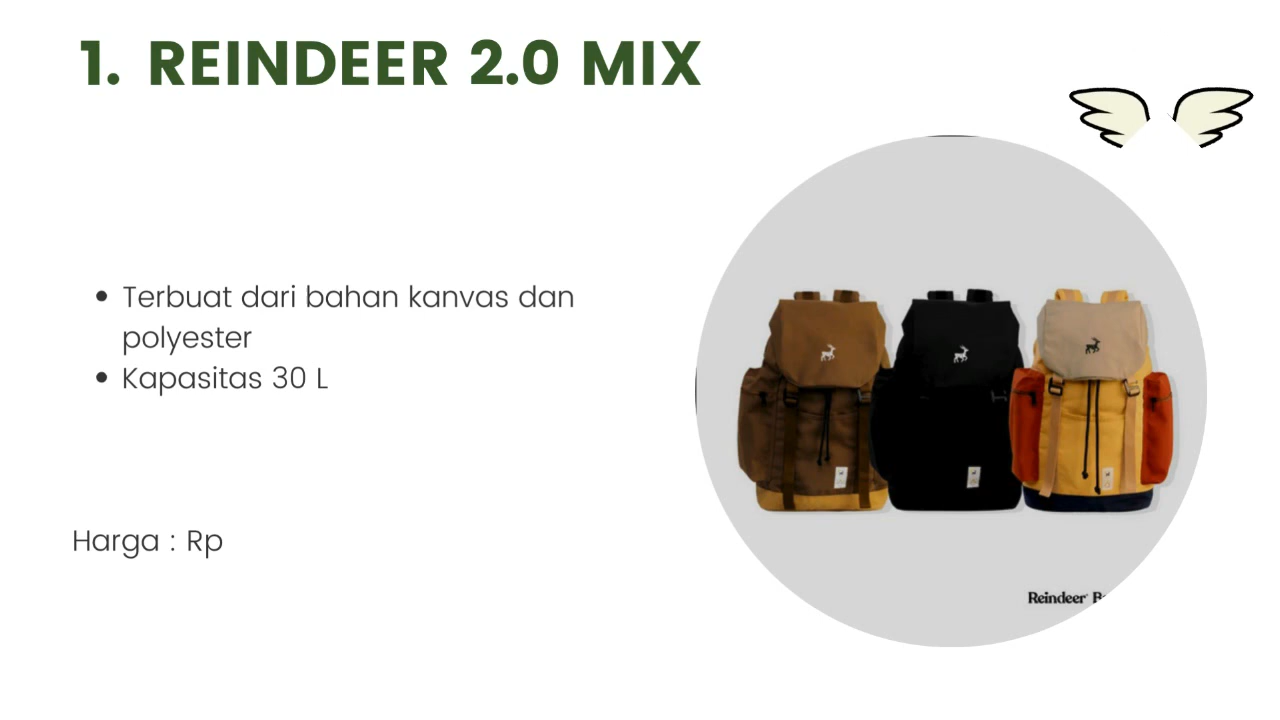 1. REINDEER 2.0 MIX
Terbuat dari bahan kanvas dan
polyester
Kapasitas 30 L
Harga : Rp
Reindeer